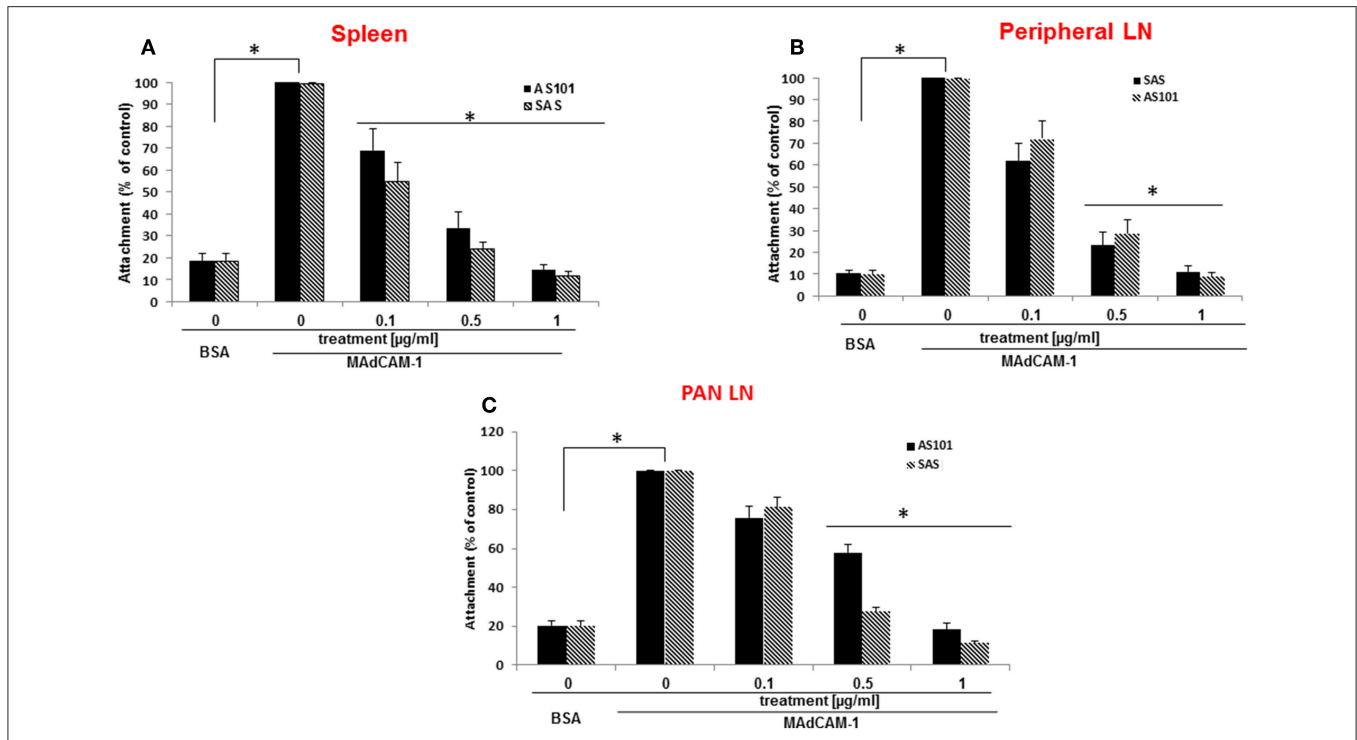 A
Spleen
*
100
90
80
70
60
50
40
30
20
10
0
Attachment (% of control)
AS101
SAS
*
0 0 0.1 0.5 1
treatment [µg/ml]
BSA
MAdCAM-1
B
Peripheral LN
*
100
90
80
70
60
50
40
30
20
10
0
Attachment (% of control)
SAS
AS101
*
0 0 0.1 0.5 1
treatment [µg/ml]
BSA
MAdCAM-1
C
PAN LN
*
120
100
80
60
40
20
0
Attachment (% of control)
AS101
SAS
*
0 0 0.1 0.5 1
treatment [µg/ml]
BSA
MAdCAM-1